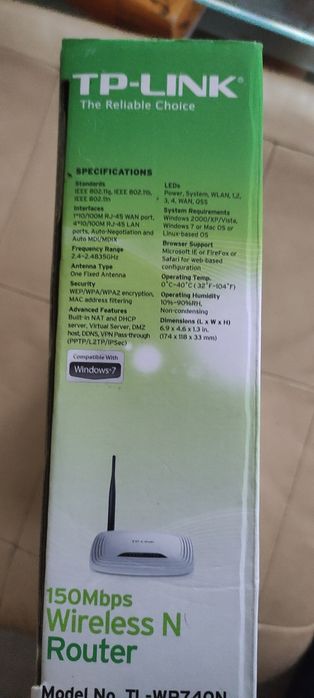 TP-LINK®
The Reliable Choice
SPECIFICATIONS
Standards
IEEE 802.11g, IEEE 802.11b,
IEEE 802.11n
Interfaces
1*10/100M RJ-45 WAN port,
4*10/100M RJ-45 LAN
ports, Auto-Negotiation and
Auto MDI/MDIX
Frequency Range
2.4-2.4835GHz
Antenna Type
One Fixed Antenna
Security
WEP/WPA/WPA2 encryption,
MAC address filtering
Advanced Features
Built-in NAT and DHCP
server, Virtual Server, DMZ
host, DDNS, VPN Pass-through
(PPTP/L2TP/IPSec)
LEDs
Power, System, WLAN, 1,2,
3, 4, WAN, QSS
System Requirements
Windows 2000/XP/Vista,
Windows 7 or Mac OS or
Linux-based OS
Browser Support
Microsoft IE or FireFox or
Safari for web-based
configuration
Operating Temp.
0°C~40°C (32°F~104°F)
Operating Humidity
10%~90%RH,
Non-condensing
Dimensions (L x W x H)
6.9 x 4.6 x 1.3 in.
(174 x 118 x 33 mm)
Compatible With
Windows®7
TP-LINK
150Mbps
Wireless N
Router
Model No. TL-WR740N